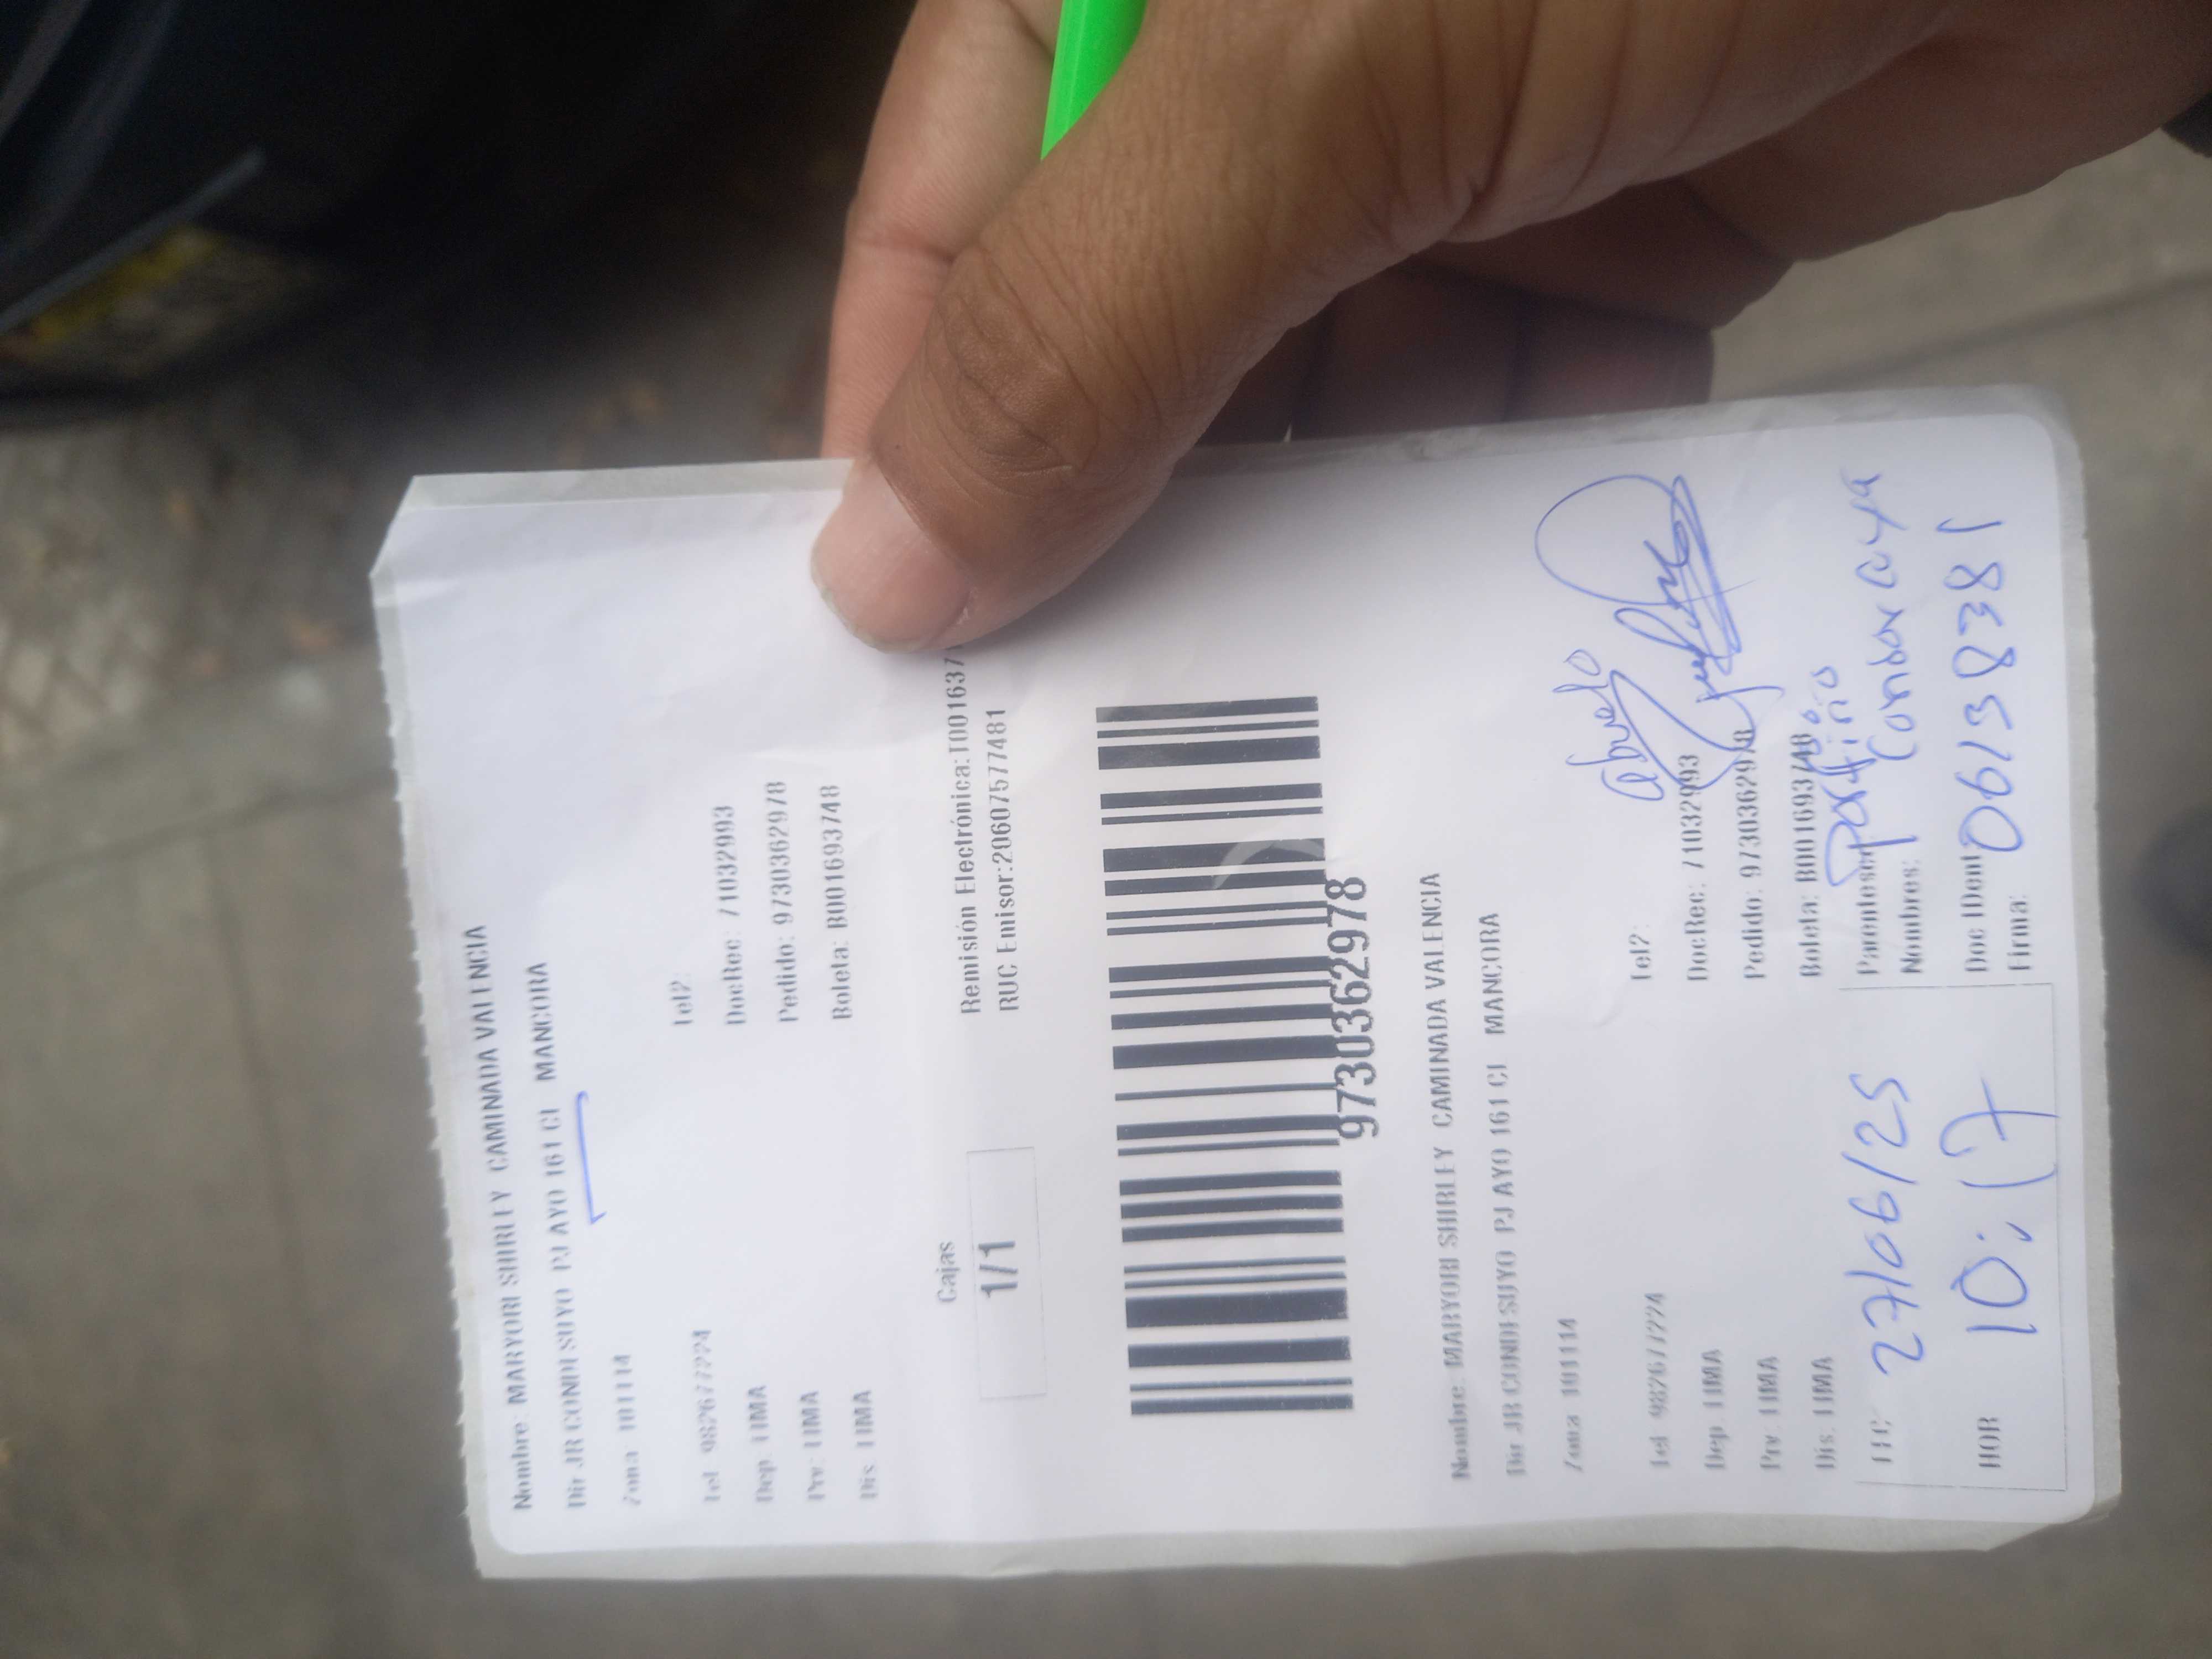 Nombre: MARYORI SHIRLEY CAMINADA VALENCIA
Dir JR CONDESUYO PJ AYO 161 CI MANCORA
Zona 101114
Tel 982677224 Tel2:
Dep. LIMA DocRec: 71032993
Prv: LIMA Pedido: 9730362978
Dis. LIMA Boleta: B001693748
Cajas
1/1
Remisión Electrónica:T0016371
RUC Emisor:20607577481
9730362978
Nombre: MARYORI SHIRLEY CAMINADA VALENCIA
Dir JR CONDESUYO PJ AYO 161 CI MANCORA
Zona 101114
abuelo
Tel 982677224 Tel2:
Dep. LIMA DocRec: 71032993
Prv. LIMA Pedido: 9730362978
Dis. LIMA Boleta: B001693748
FEC 27/06/25 Parentesco:
Nombres:
HOR 10:17 Doc IDent: 06158381
Firma: